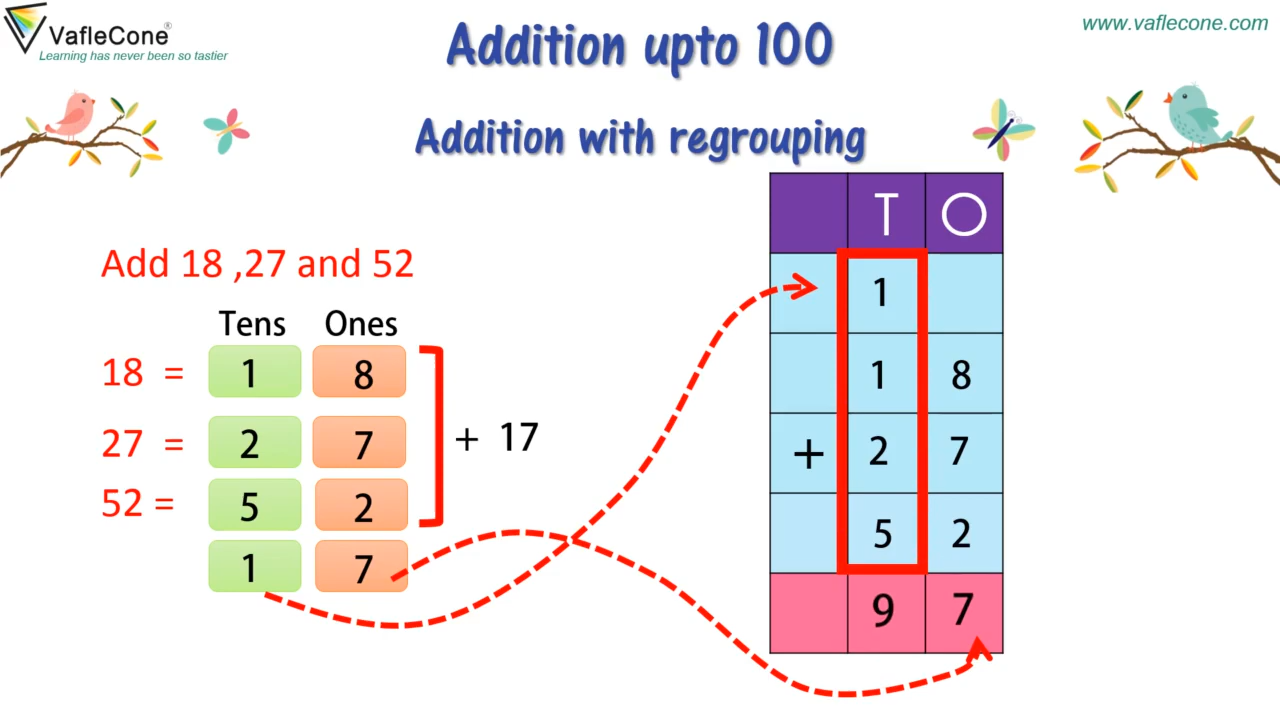 VafleCone®
Learning has never been so tastier
www.vaflecone.com
Addition upto 100
Addition with regrouping
Add 18 ,27 and 52
Tens Ones
18 = 1 8
27 = 2 7
52 = 5 2
1 7
+ 17
T O
1
1 8
+ 2 7
5 2
9 7